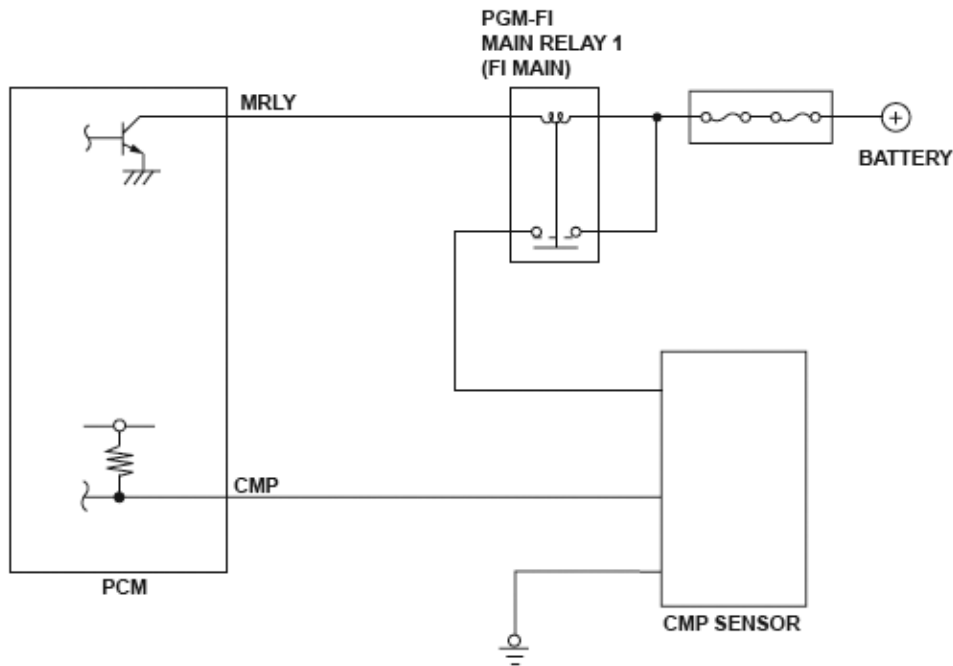 PGM-FI
MAIN RELAY 1
(FI MAIN)
MRLY
BATTERY
CMP
PCM
CMP SENSOR